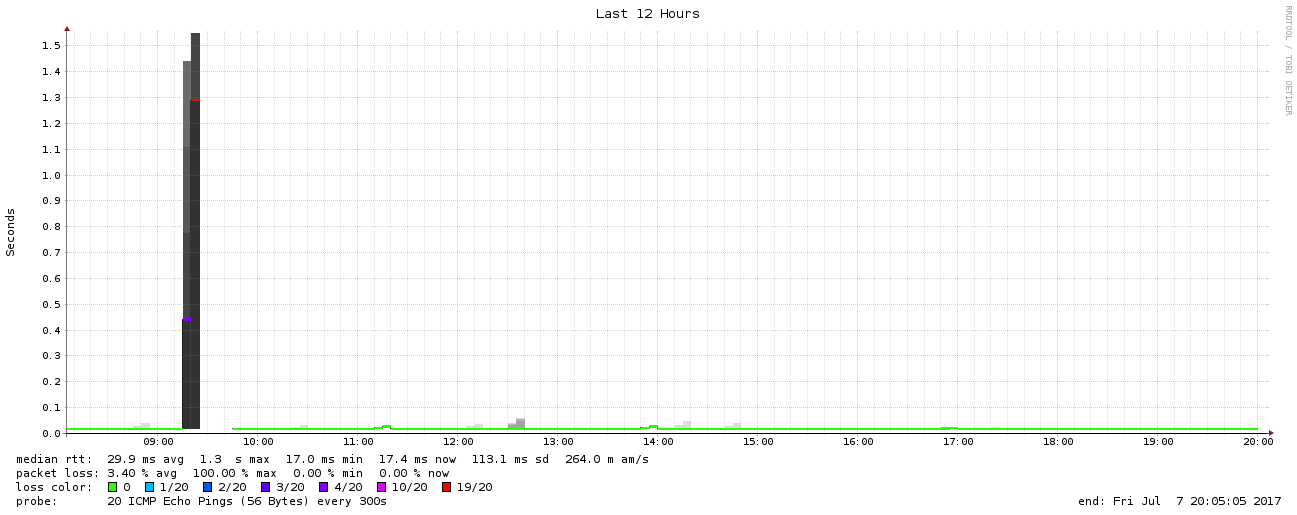 Last 12 Hours
RRDTOOL / TOBI OETIKER
Seconds
1.5
1.4
1.3
1.2
1.1
1.0
0.9
0.8
0.7
0.6
0.5
0.4
0.3
0.2
0.1
0.0
09:00 10:00 11:00 12:00 13:00 14:00 15:00 16:00 17:00 18:00 19:00 20:00
median rtt: 29.9 ms avg 1.3 s max 17.0 ms min 17.4 ms now 113.1 ms sd 264.0 m am/s
packet loss: 3.40 % avg 100.00 % max 0.00 % min 0.00 % now
loss color: 0 1/20 2/20 3/20 4/20 10/20 19/20
probe: 20 ICMP Echo Pings (56 Bytes) every 300s end: Fri Jul 7 20:05:05 2017